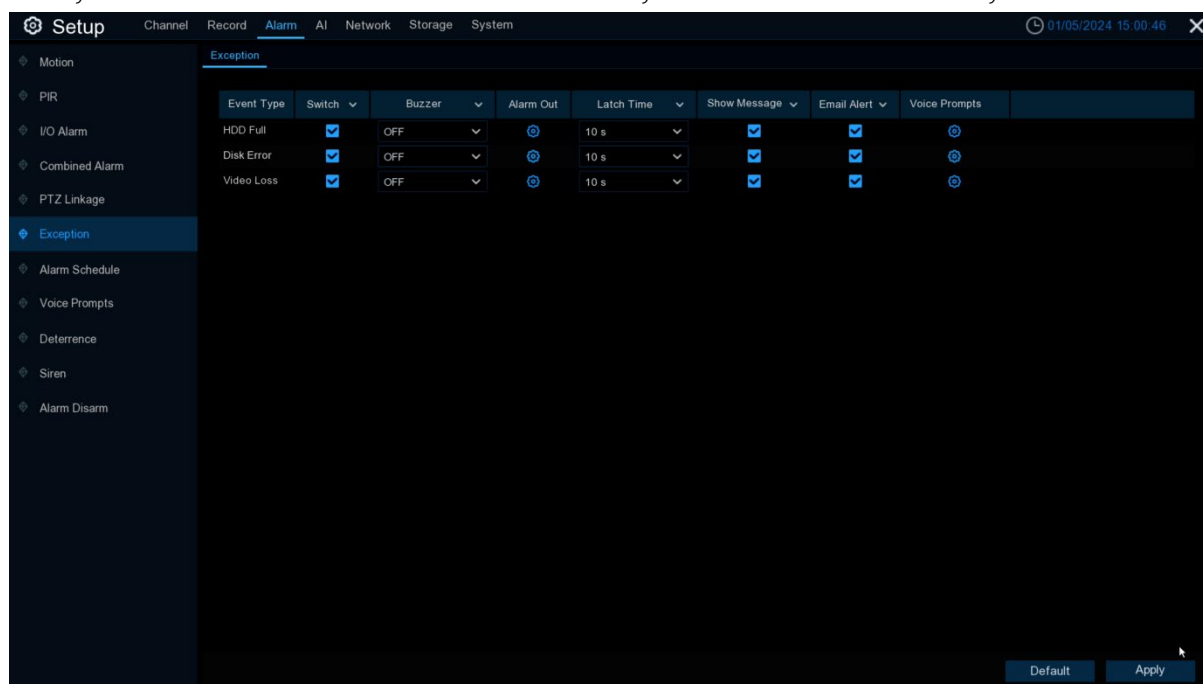 Setup Channel Record Alarm AI Network Storage System 01/05/2024 15:00:46
Exception
Motion
PIR
I/O Alarm
Combined Alarm
PTZ Linkage
Exception
Alarm Schedule
Voice Prompts
Deterrence
Siren
Alarm Disarm
Event Type Switch Buzzer Alarm Out Latch Time Show Message Email Alert Voice Prompts
HDD Full OFF 10 s
Disk Error OFF 10 s
Video Loss OFF 10 s
Default Apply